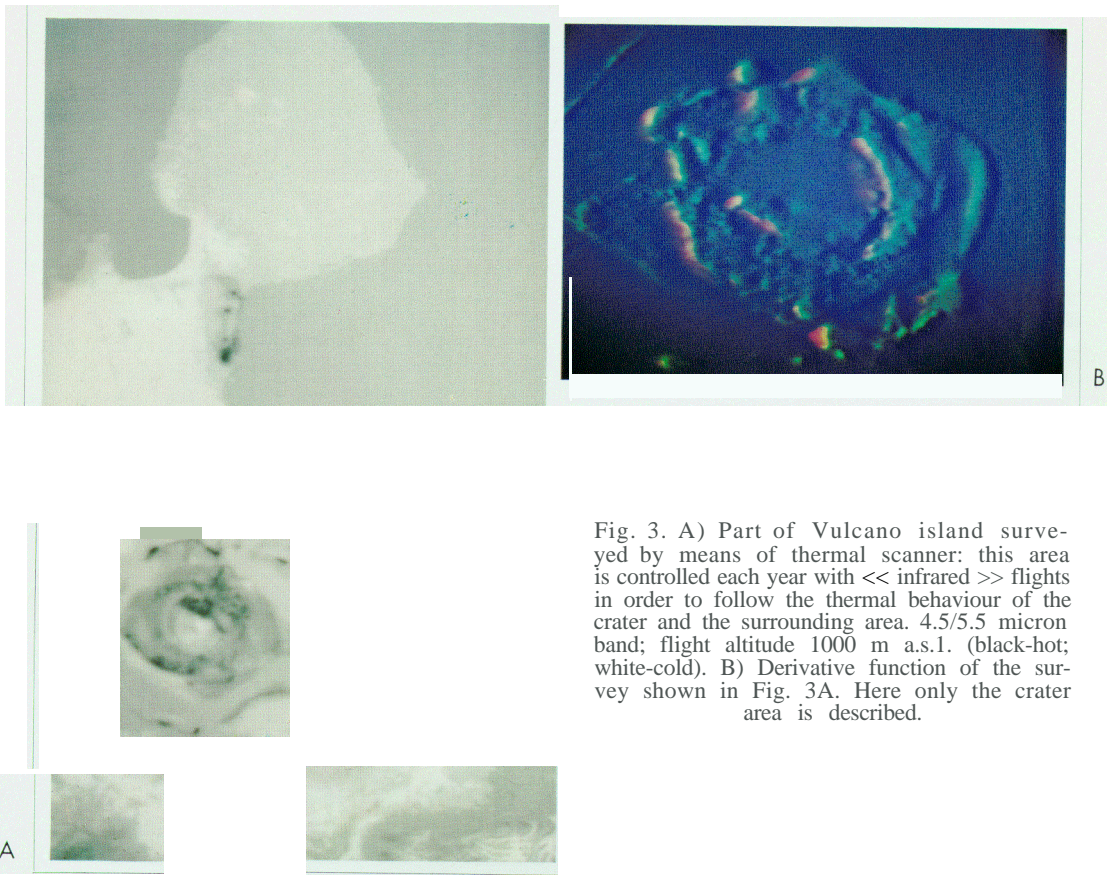 B
Fig. 3. A) Part of Vulcano island surve-
yed by means of thermal scanner: this area
is controlled each year with << infrared >> flights
in order to follow the thermal behaviour of the
crater and the surrounding area. 4.5/5.5 micron
band; flight altitude 1000 m a.s.1. (black-hot;
white-cold). B) Derivative function of the sur-
vey shown in Fig. 3A. Here only the crater
area is described.
A